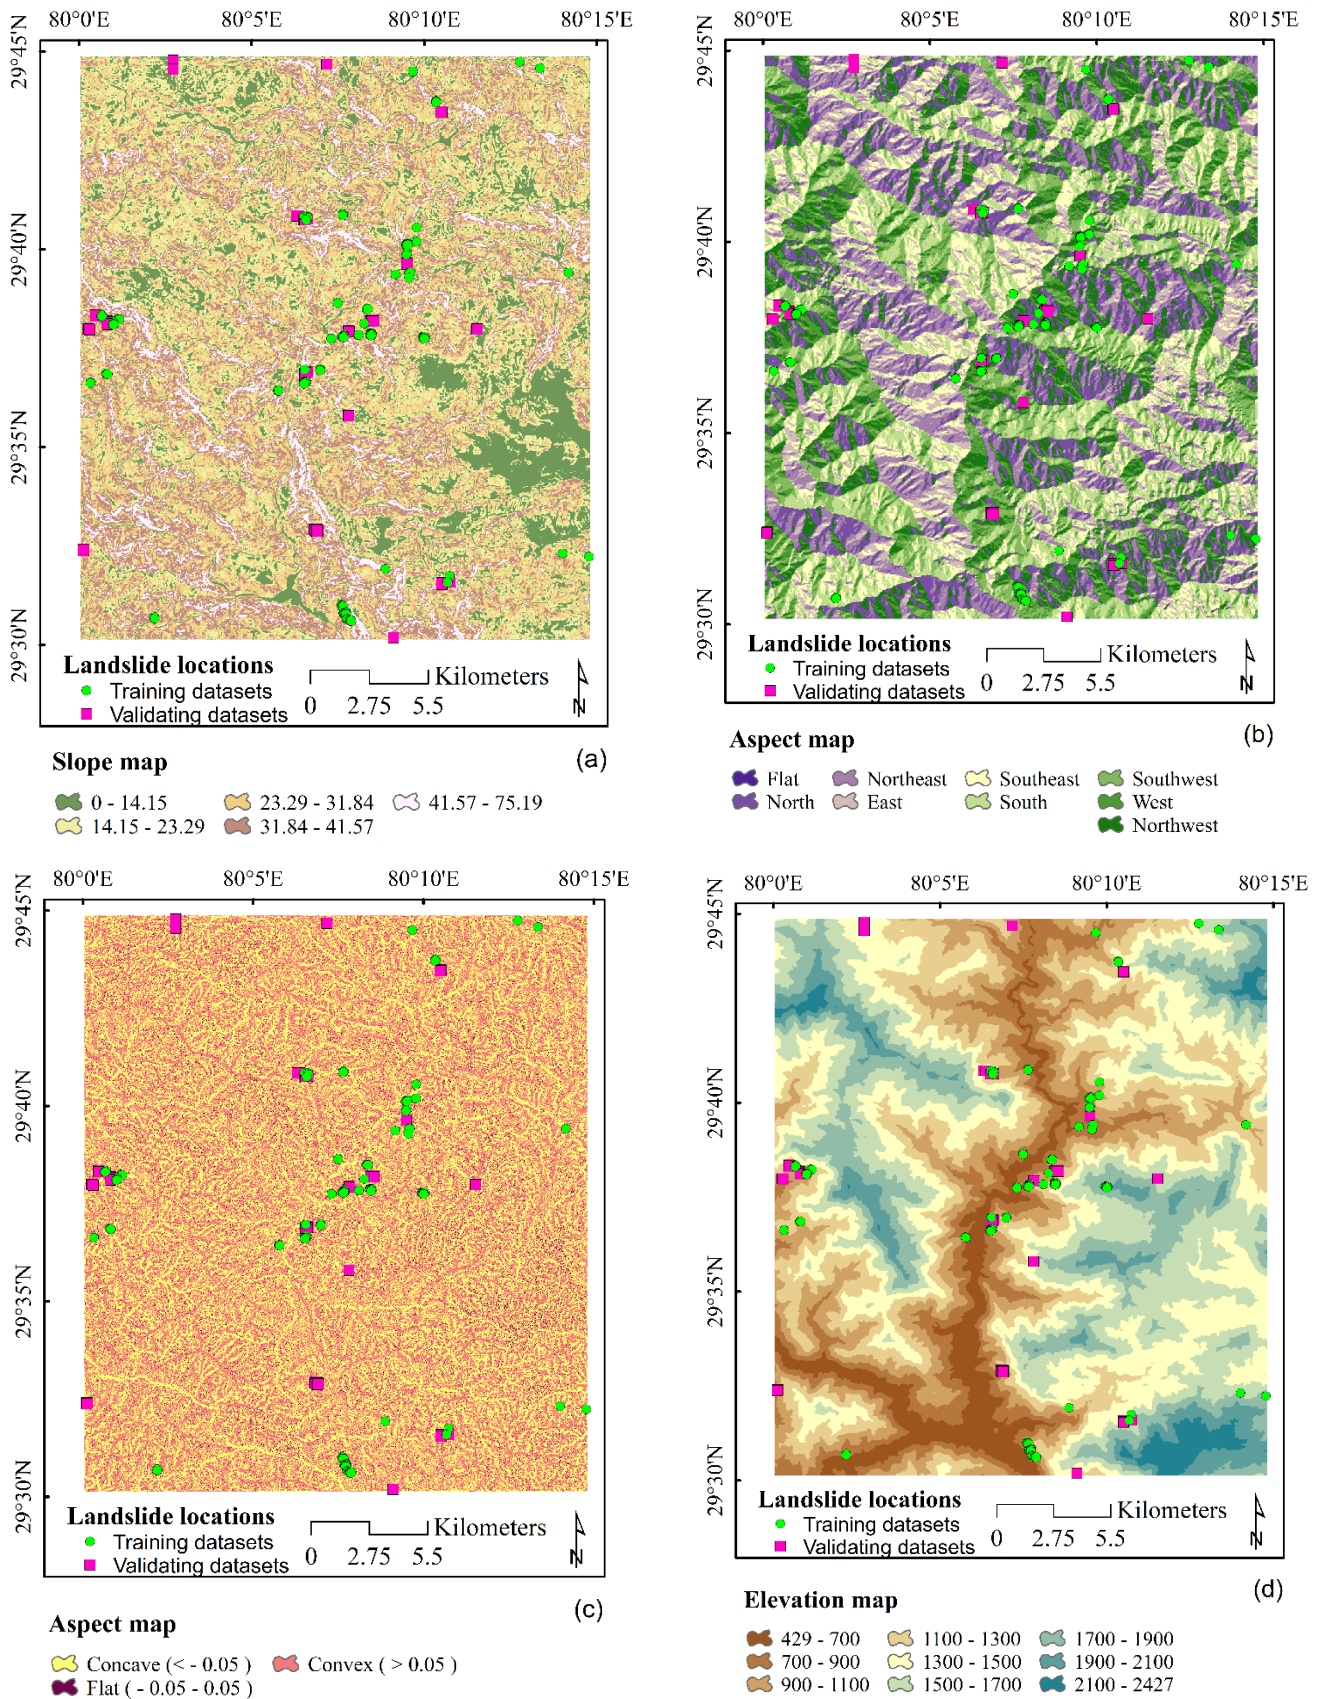 80°0'E 80°5'E 80°10'E 80°15'E
29°45'N
29°40'N
29°35'N
29°30'N
Landslide locations
Training datasets
Validating datasets
Kilometers
0 2.75 5.5
N
(a)
Slope map
0 - 14.15
14.15 - 23.29
23.29 - 31.84
31.84 - 41.57
41.57 - 75.19
80°0'E 80°5'E 80°10'E 80°15'E
29°45'N
29°40'N
29°35'N
29°30'N
Landslide locations
Training datasets
Validating datasets
Kilometers
0 2.75 5.5
N
(b)
Aspect map
Flat
North
Northeast
East
Southeast
South
Southwest
West
Northwest
80°0'E 80°5'E 80°10'E 80°15'E
29°45'N
29°40'N
29°35'N
29°30'N
Landslide locations
Training datasets
Validating datasets
Kilometers
0 2.75 5.5
N
(c)
Aspect map
Concave (< - 0.05 )
Flat ( - 0.05 - 0.05 )
Convex ( > 0.05 )
80°0'E 80°5'E 80°10'E 80°15'E
29°45'N
29°40'N
29°35'N
29°30'N
Landslide locations
Training datasets
Validating datasets
Kilometers
0 2.75 5.5
N
(d)
Elevation map
429 - 700
700 - 900
900 - 1100
1100 - 1300
1300 - 1500
1500 - 1700
1700 - 1900
1900 - 2100
2100 - 2427